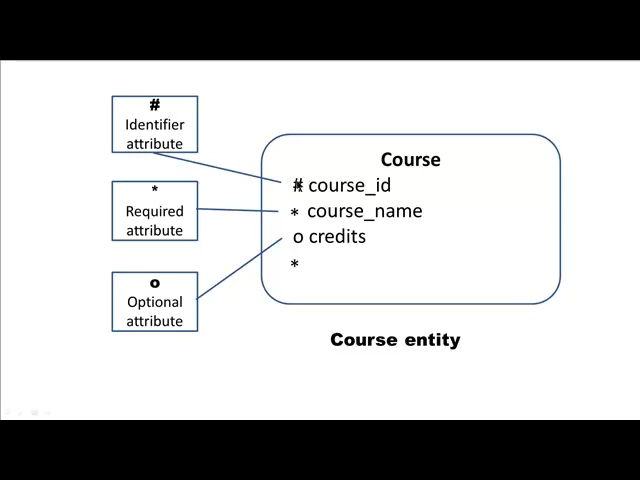 #
Identifier
attribute
*
Required
attribute
o
Optional
attribute
Course
# course_id
* course_name
o credits
*
Course entity